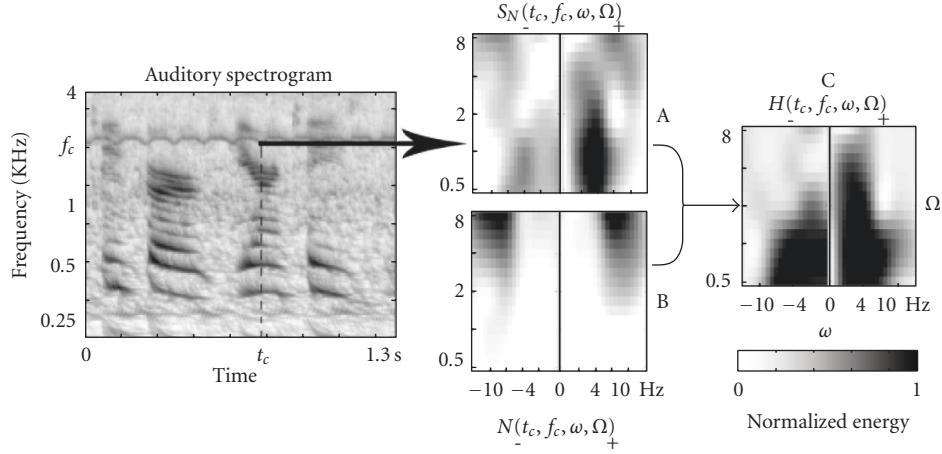 Auditory spectrogram
4
f_c
1
0.5
0.25
Frequency (KHz)
0
t_c
1.3 s
Time
S_N(t_c, f_c, ω, Ω)
- +
8
2
0.5
A
8
2
0.5
B
−10 −4 0 4 10 Hz
N(t_c, f_c, ω, Ω)
- +
C
H(t_c, f_c, ω, Ω)
- +
8
0.5
Ω
−10 −4 0 4 10 Hz
ω
0 1
Normalized energy